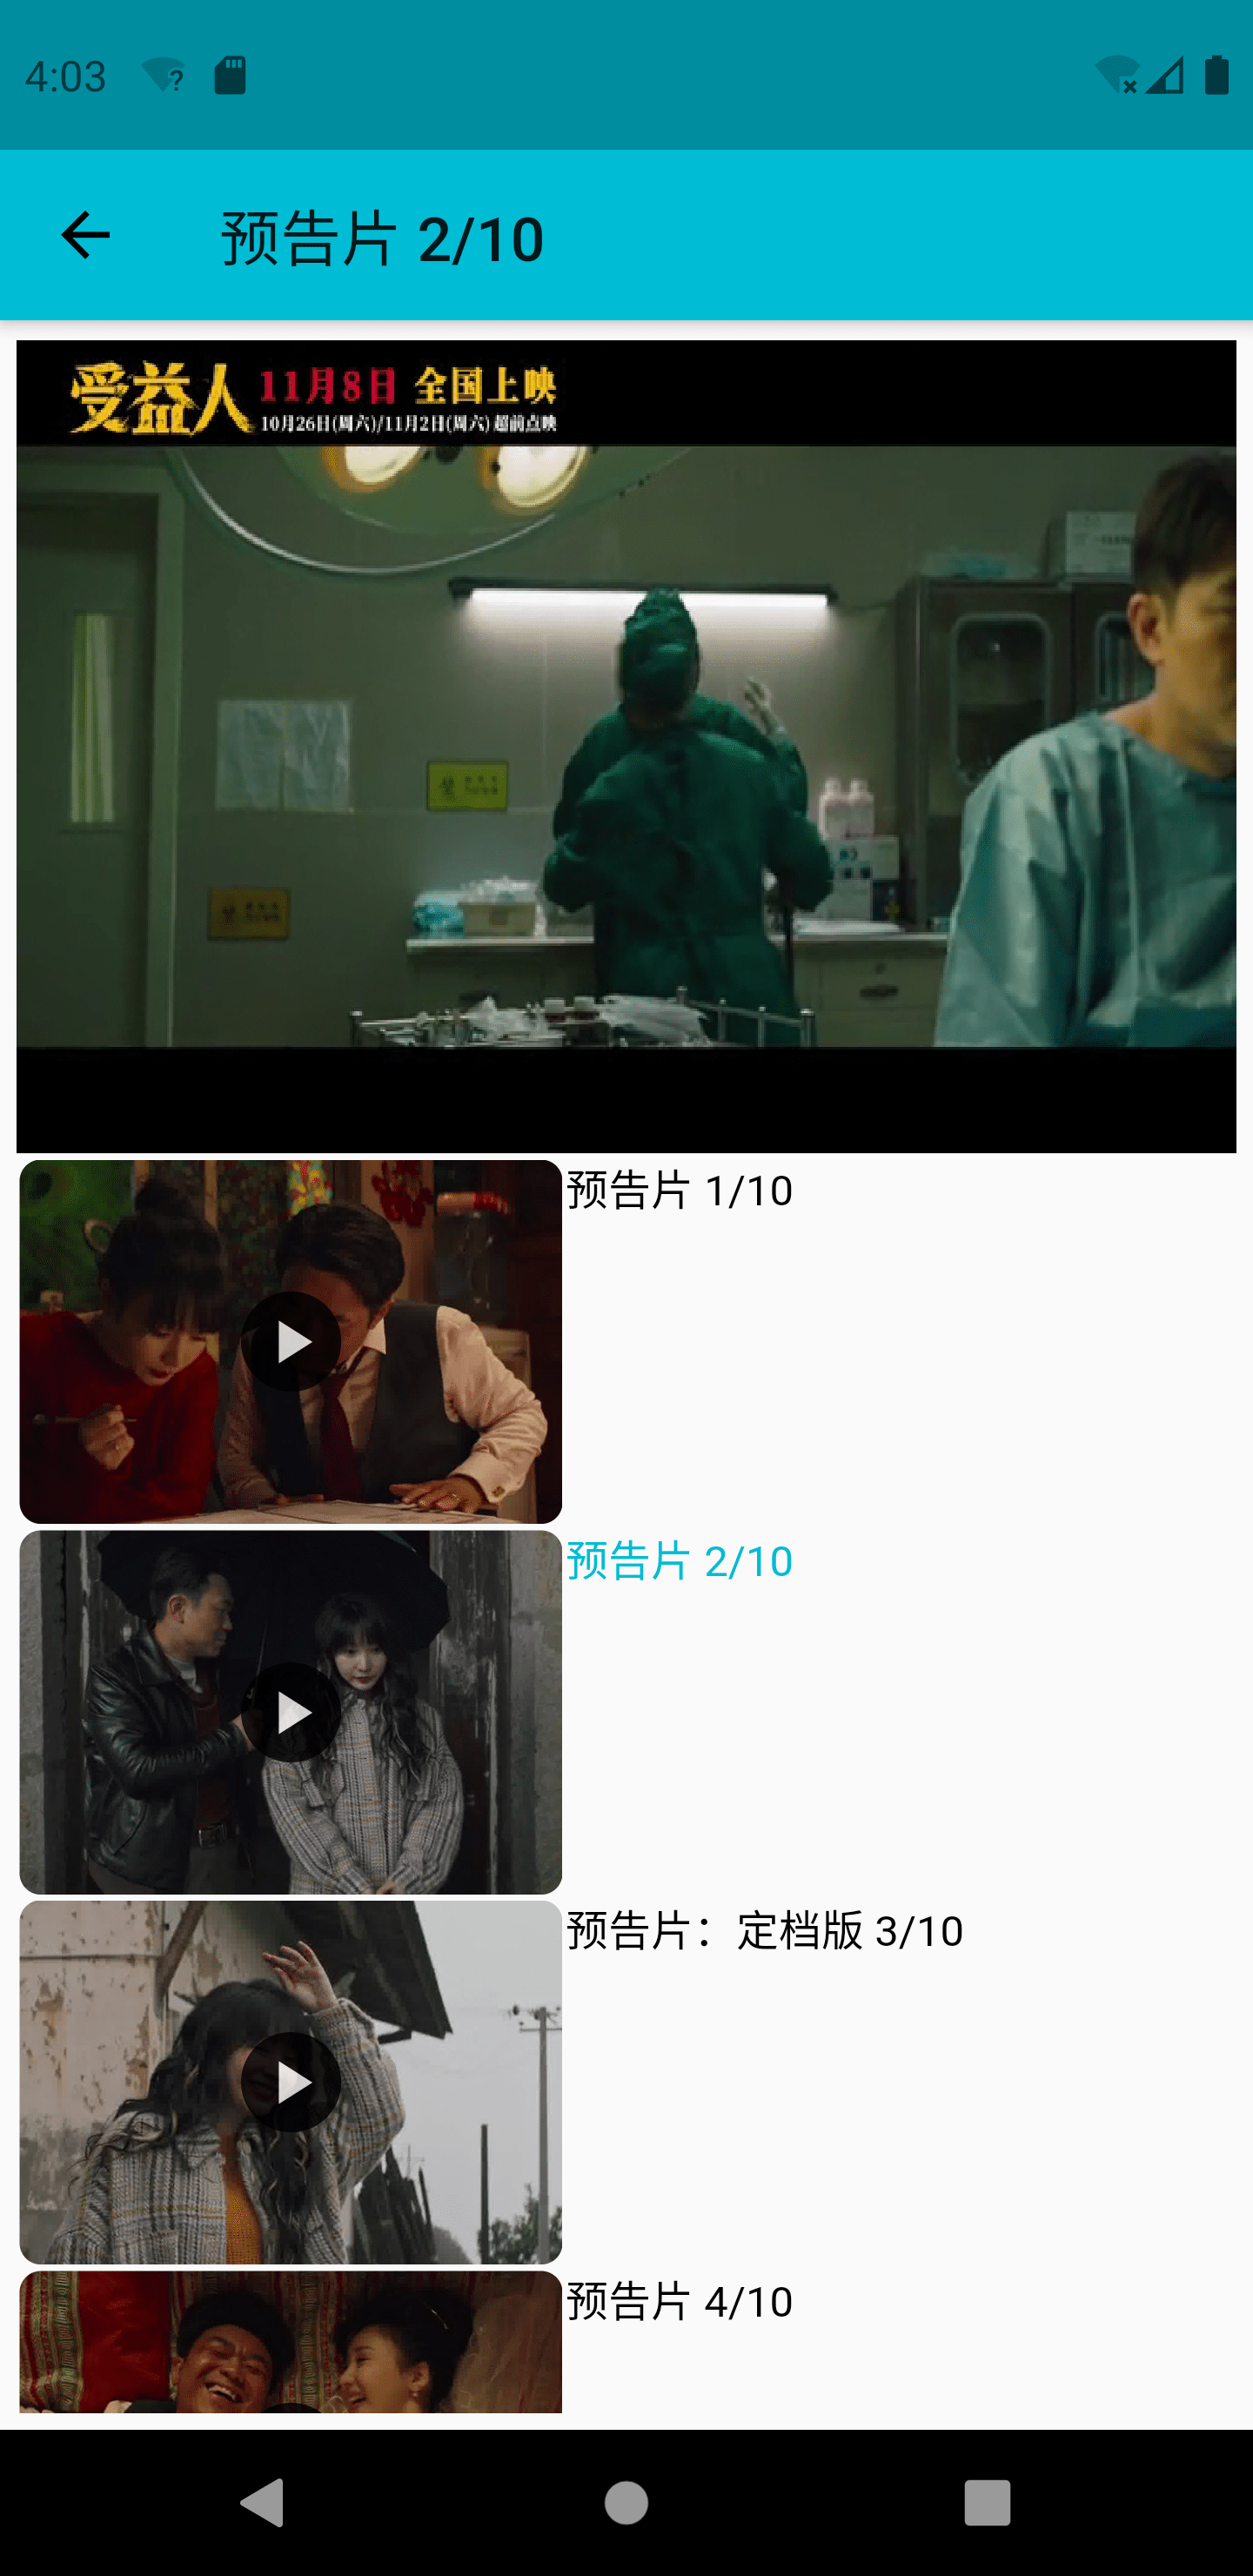 4:03
预告片 2/10
受益人 11月8日 全国上映
10月26日(周六)/11月2日(周六)超前点映
预告片 1/10
预告片 2/10
预告片：定档版 3/10
预告片 4/10